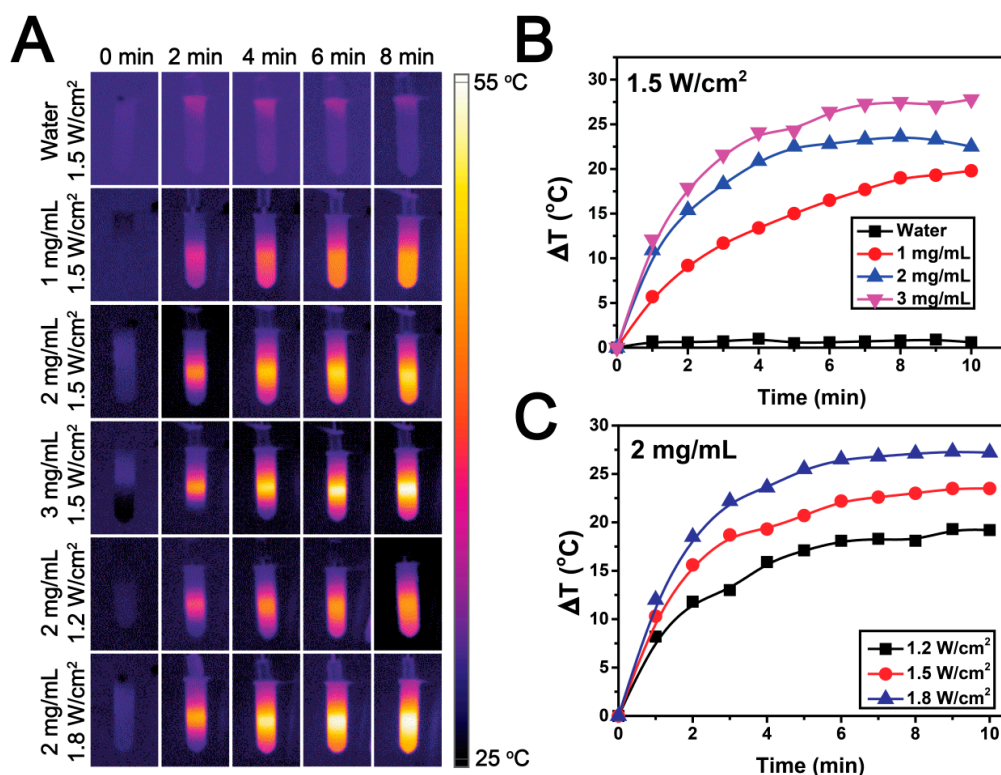 A
0 min 2 min 4 min 6 min 8 min
Water
1.5 W/cm²
1 mg/mL
1.5 W/cm²
2 mg/mL
1.5 W/cm²
3 mg/mL
1.5 W/cm²
2 mg/mL
1.2 W/cm²
2 mg/mL
1.8 W/cm²
55 °C
25 °C
B
1.5 W/cm²
ΔT (°C)
30
25
20
15
10
5
0
Water
1 mg/mL
2 mg/mL
3 mg/mL
0 2 4 6 8 10
Time (min)
C
2 mg/mL
ΔT (°C)
30
25
20
15
10
5
0
1.2 W/cm²
1.5 W/cm²
1.8 W/cm²
0 2 4 6 8 10
Time (min)